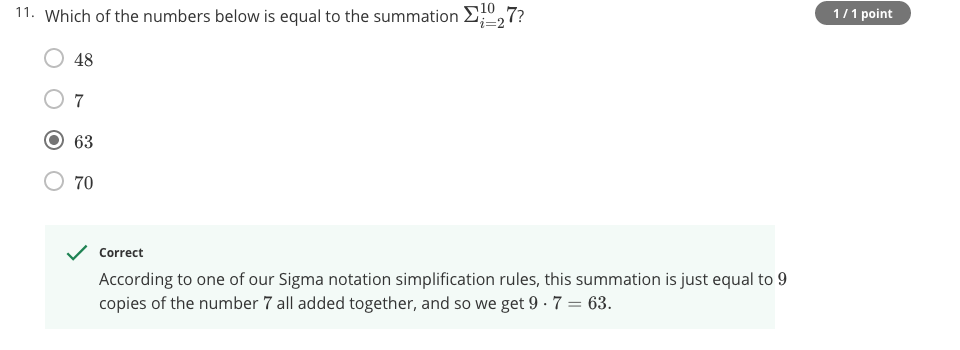 11. Which of the numbers below is equal to the summation $\Sigma_{i=2}^{10} 7$?
1 / 1 point
48
7
63
70
Correct
According to one of our Sigma notation simplification rules, this summation is just equal to 9
copies of the number 7 all added together, and so we get 9 · 7 = 63.